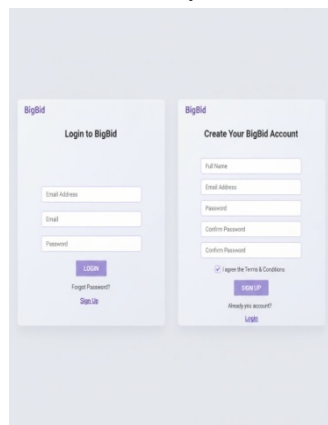 BigBid
Login to BigBid
Email Address
Email
Password
LOGIN
Forgot Password?
Sign Us
BigBid
Create Your BigBid Account
Full Name
Email Address
Password
Confirm Password
Confirm Password
I agree the Terms & Conditions
SIGN UP
Already you account?
Login